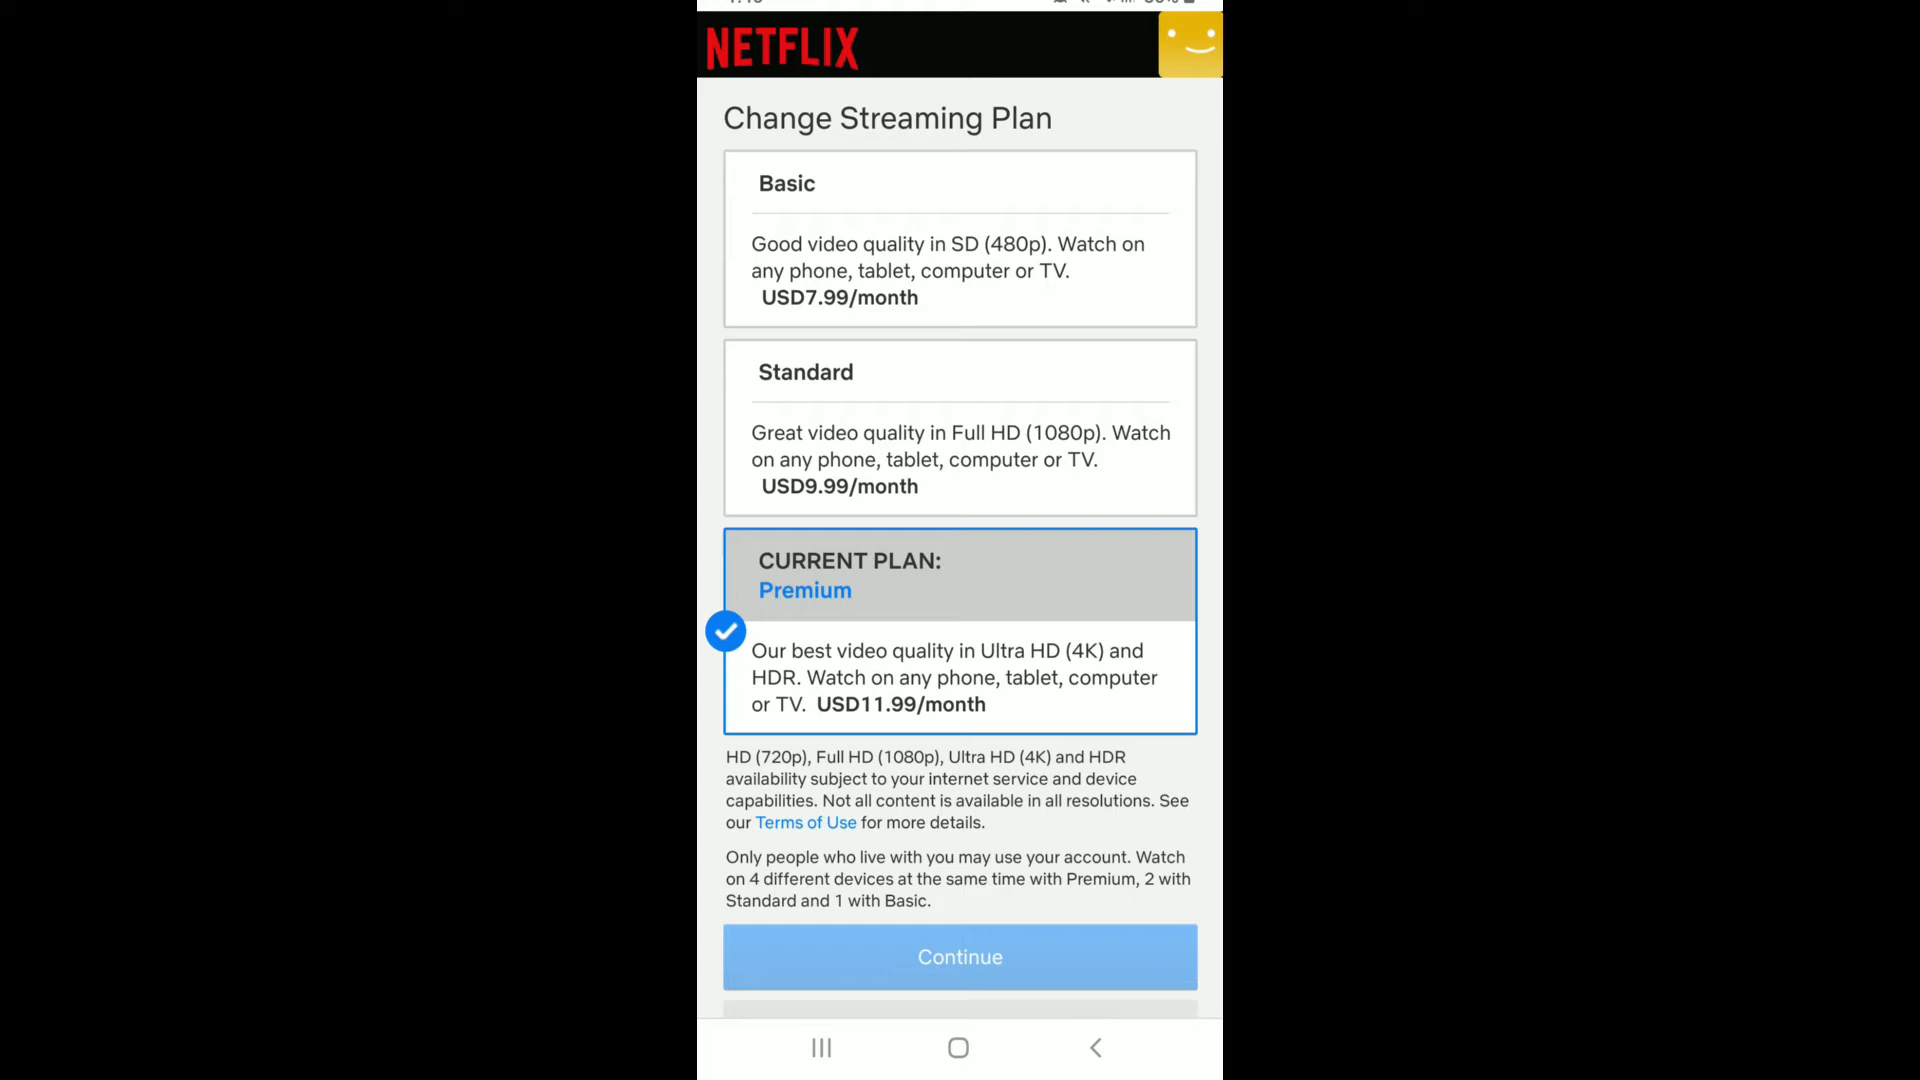 NETFLIX
Change Streaming Plan
Basic
Good video quality in SD (480p). Watch on
any phone, tablet, computer or TV.
USD7.99/month
Standard
Great video quality in Full HD (1080p). Watch
on any phone, tablet, computer or TV.
USD9.99/month
CURRENT PLAN:
Premium
Our best video quality in Ultra HD (4K) and
HDR. Watch on any phone, tablet, computer
or TV. USD11.99/month
HD (720p), Full HD (1080p), Ultra HD (4K) and HDR
availability subject to your internet service and device
capabilities. Not all content is available in all resolutions. See
our Terms of Use for more details.
Only people who live with you may use your account. Watch
on 4 different devices at the same time with Premium, 2 with
Standard and 1 with Basic.
Continue